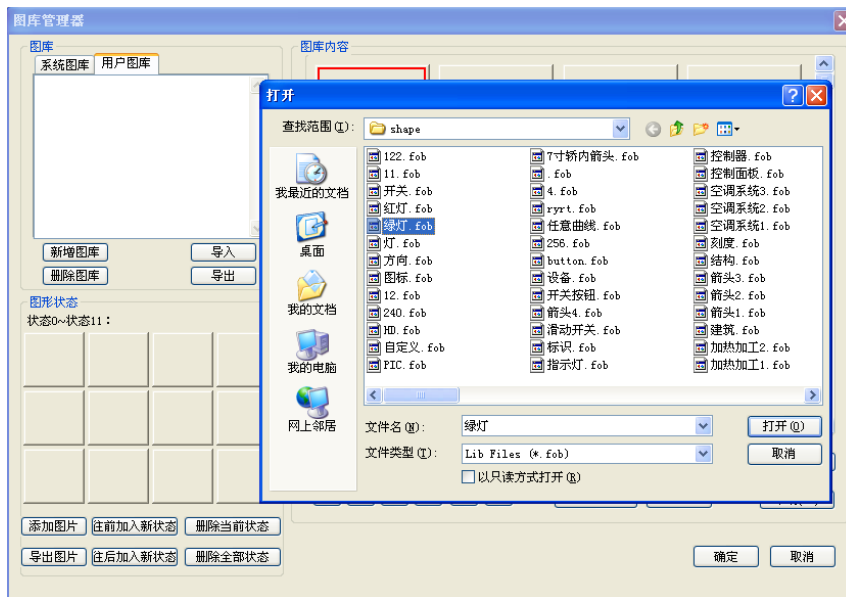 图库管理器
图库
图库内容
系统图库 用户图库
打开
查找范围(I): shape
我最近的文档
桌面
我的文档
我的电脑
网上邻居
122.fob 7寸轿内箭头.fob 控制器.fob
11.fob .fob 控制面板.fob
开关.fob 4.fob 空调系统3.fob
红灯.fob ryrt.fob 空调系统2.fob
绿灯.fob 任意曲线.fob 空调系统1.fob
灯.fob 256.fob 刻度.fob
方向.fob button.fob 结构.fob
图标.fob 设备.fob 箭头3.fob
12.fob 开关按钮.fob 箭头2.fob
240.fob 箭头4.fob 箭头1.fob
HD.fob 滑动开关.fob 建筑.fob
自定义.fob 标识.fob 加热加工2.fob
PIC.fob 指示灯.fob 加热加工1.fob
文件名(N): 绿灯 打开(O)
文件类型(T): Lib Files (*.fob) 取消
以只读方式打开(R)
新增图库 导入
删除图库 导出
图形状态
状态0~状态11：
添加图片 往前加入新状态 删除当前状态
导出图片 往后加入新状态 删除全部状态
确定 取消